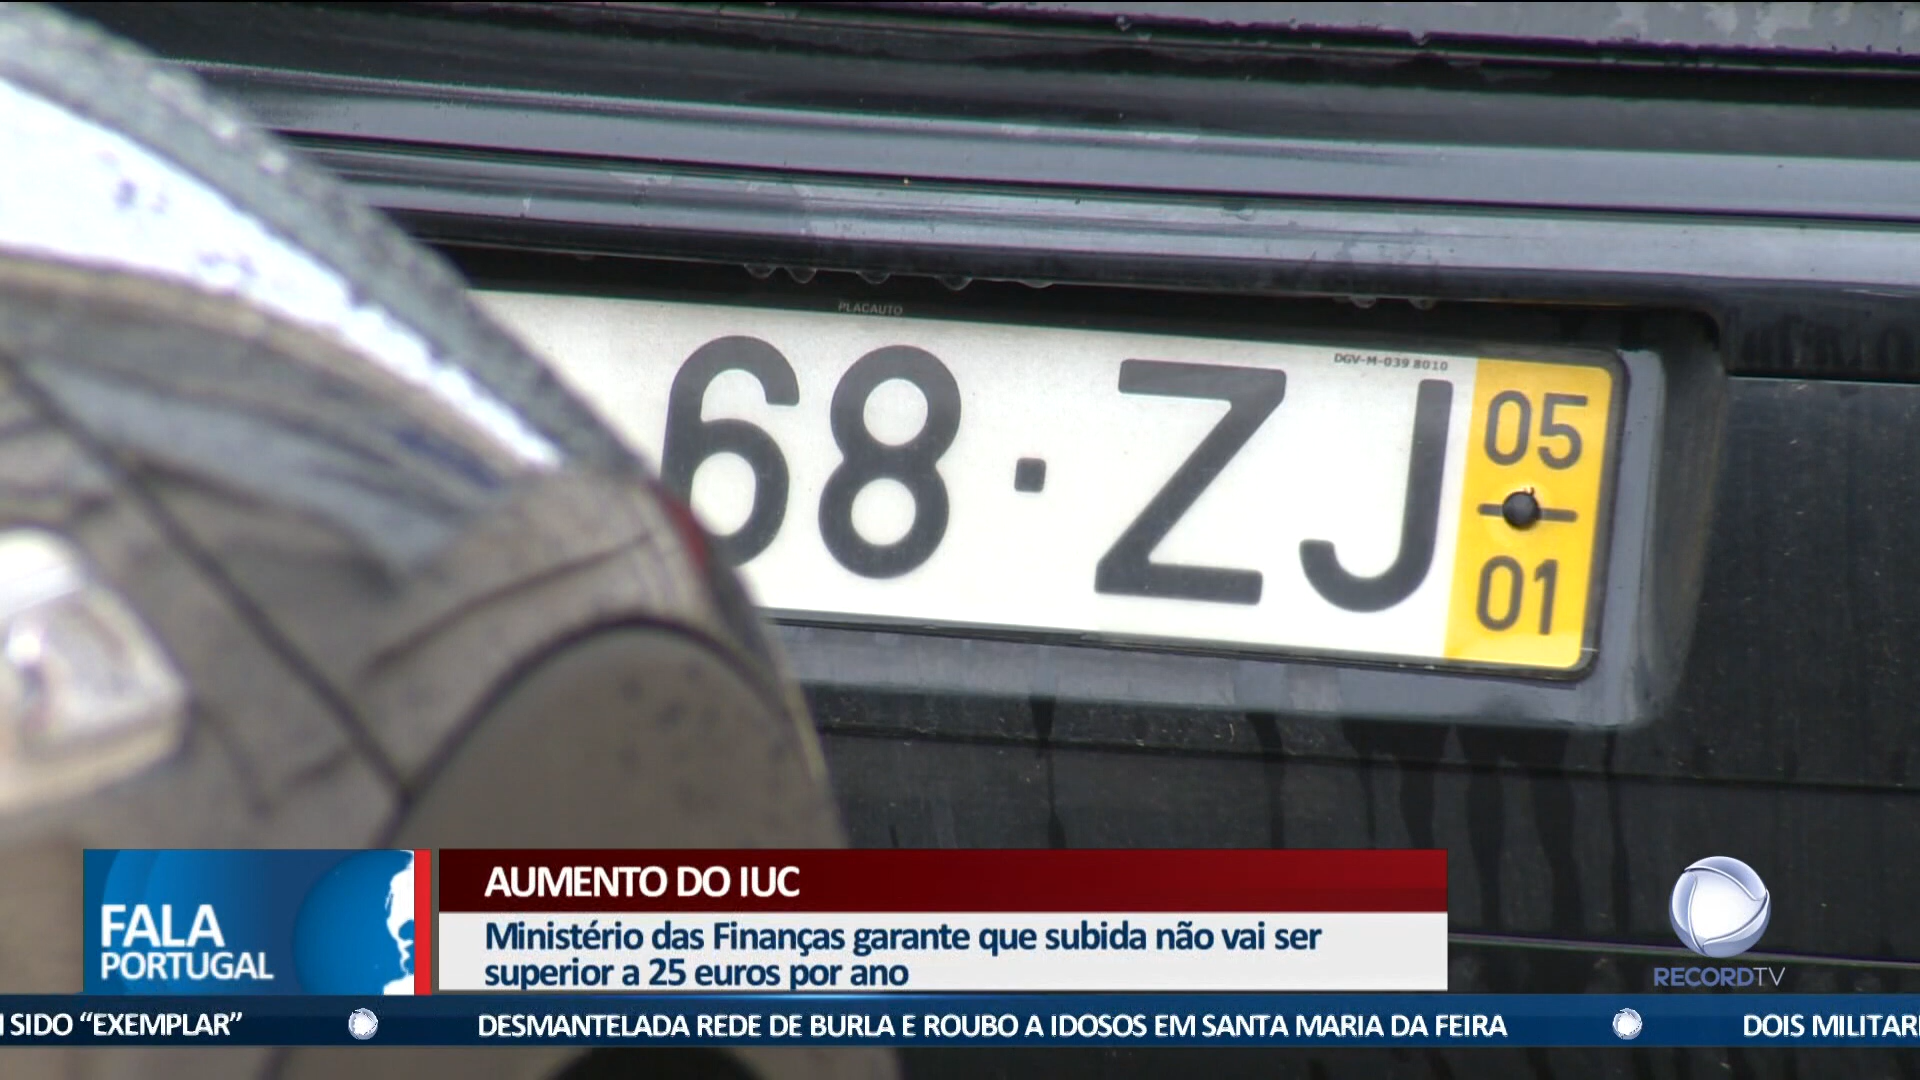 PLACAUTO
DGV-M-039 8010
68·ZJ
05
01
FALA
PORTUGAL
AUMENTO DO IUC
Ministério das Finanças garante que subida não vai ser
superior a 25 euros por ano
RECORDTV
SIDO “EXEMPLAR” DESMANTELADA REDE DE BURLA E ROUBO A IDOSOS EM SANTA MARIA DA FEIRA DOIS MILITAR